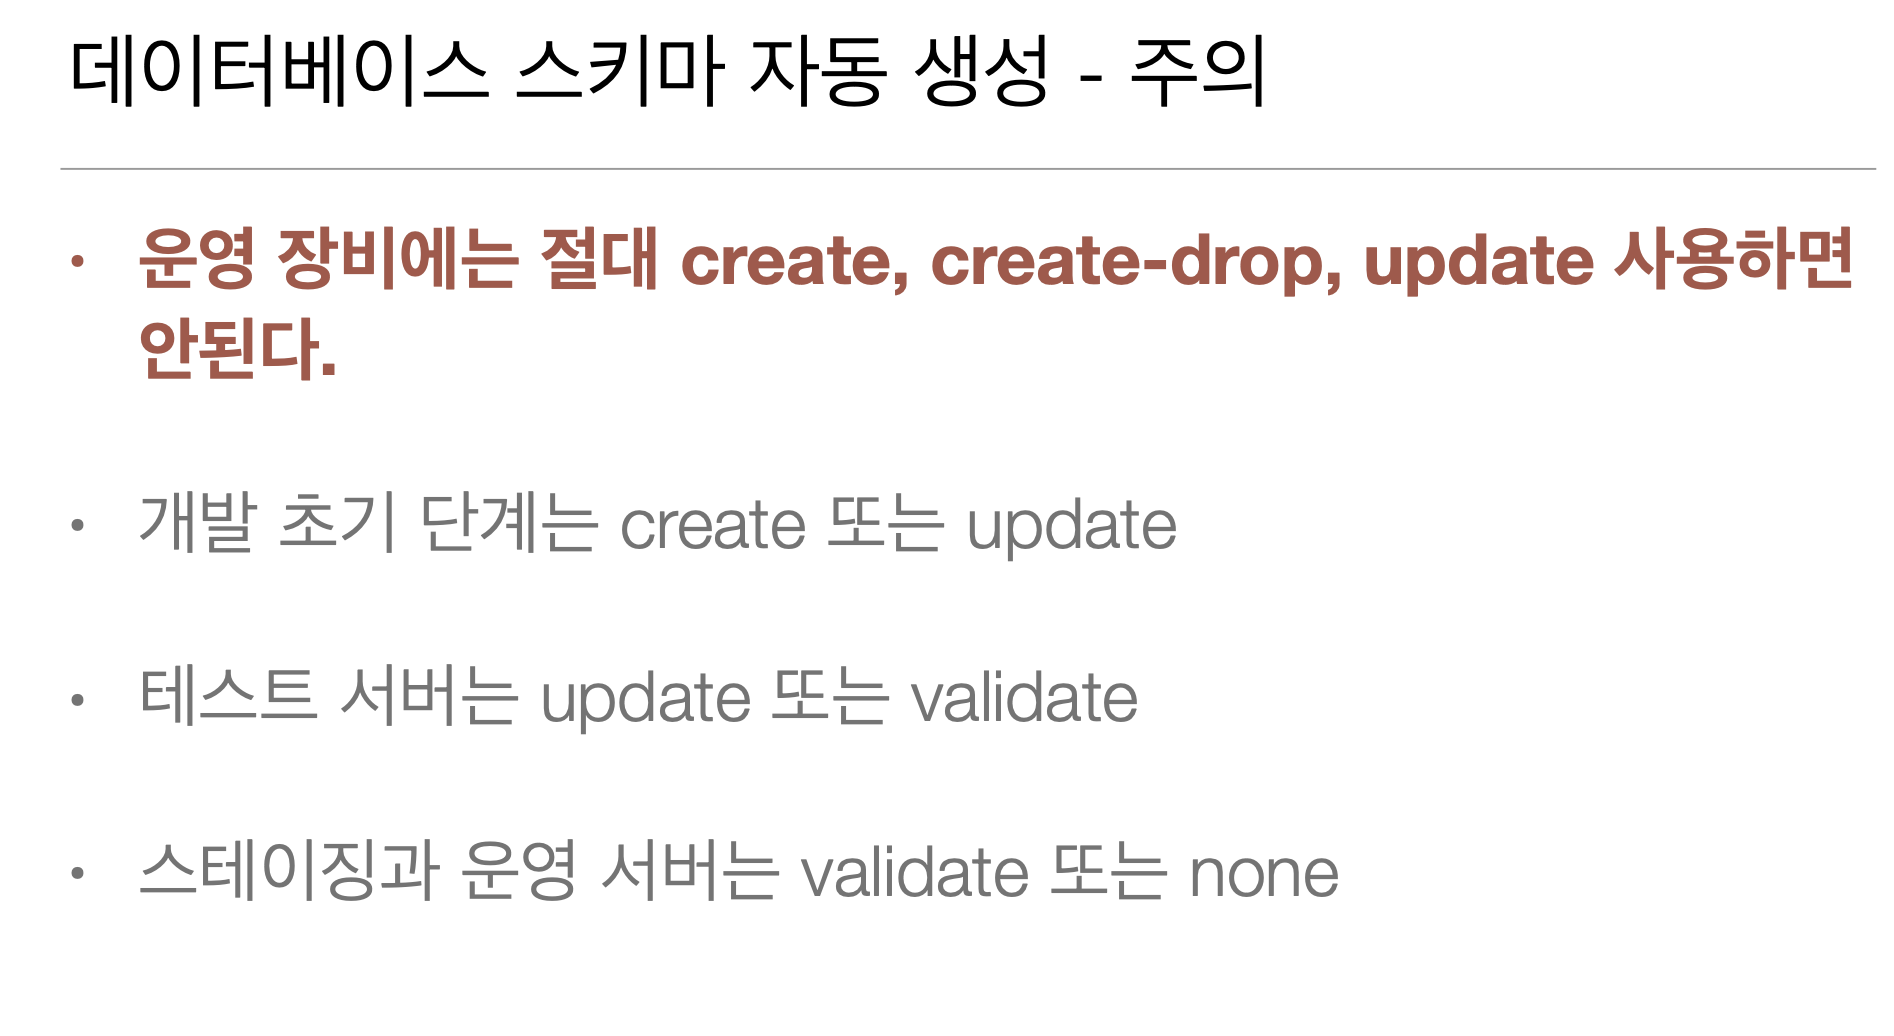 데이터베이스 스키마 자동 생성 - 주의
• 운영 장비에는 절대 create, create-drop, update 사용하면
안된다.
• 개발 초기 단계는 create 또는 update
• 테스트 서버는 update 또는 validate
• 스테이징과 운영 서버는 validate 또는 none